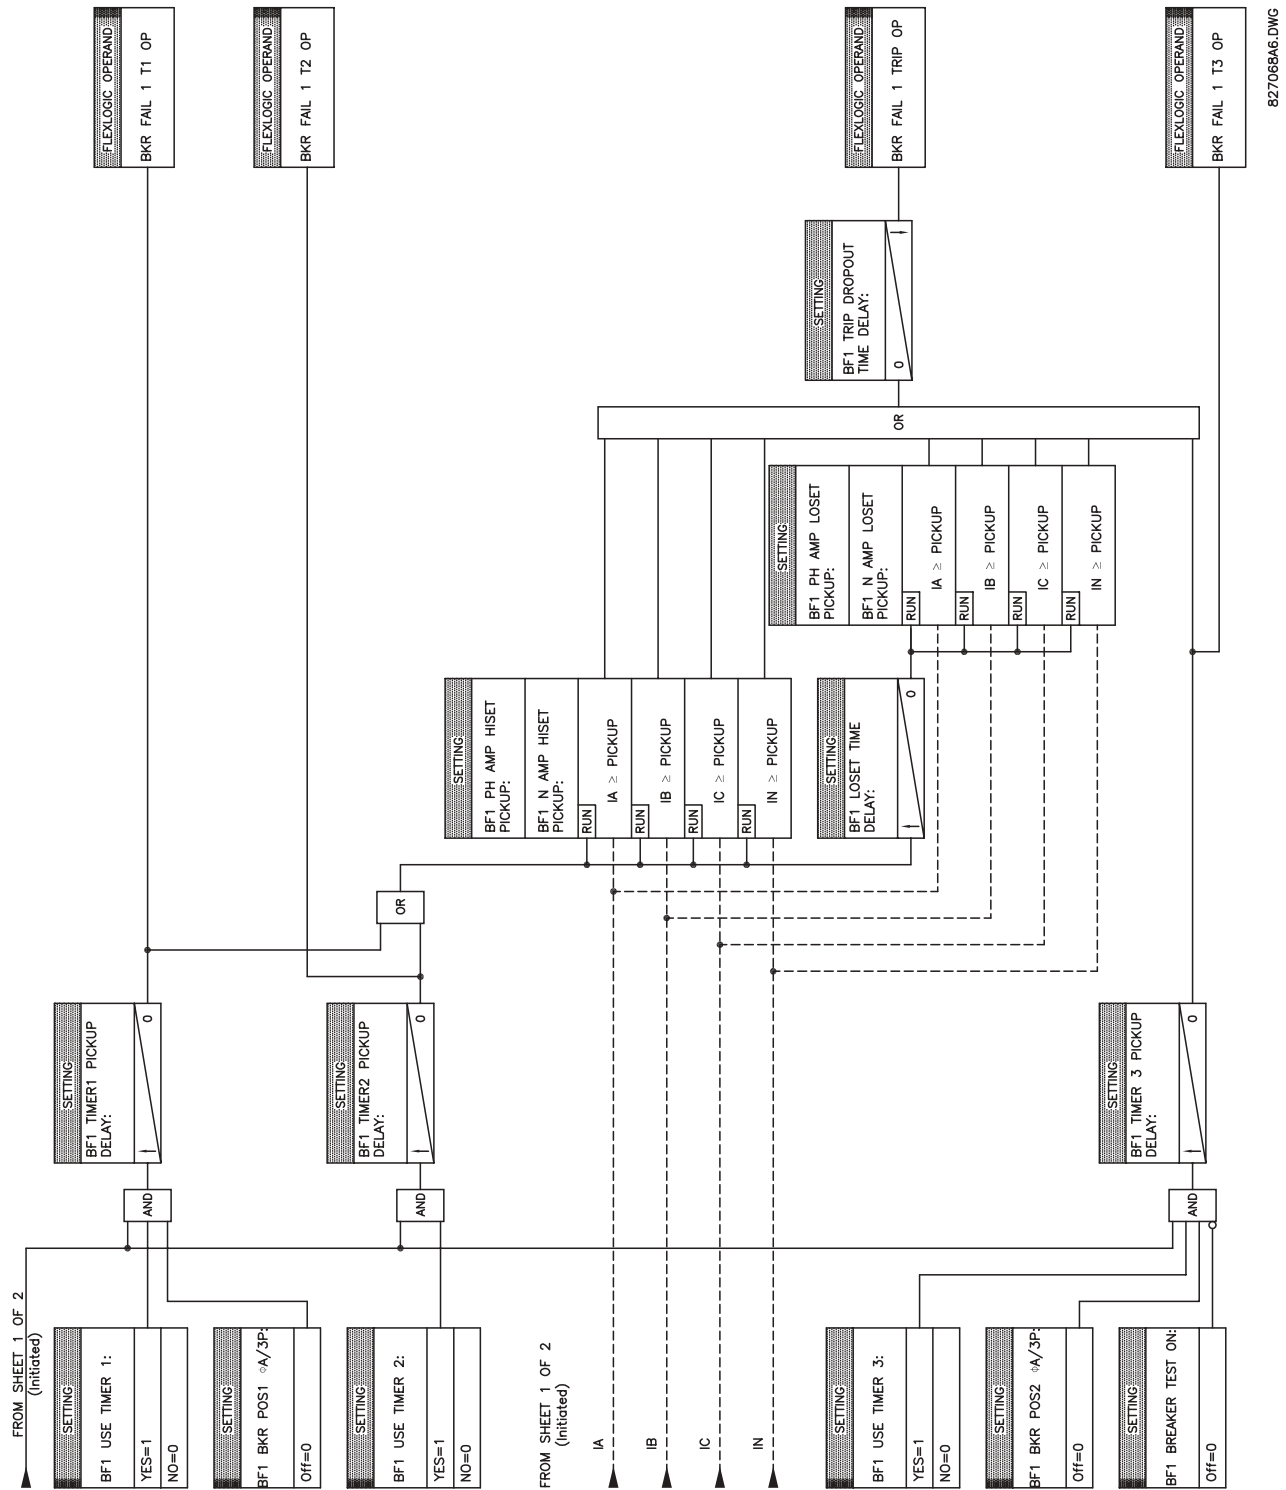 FROM SHEET 1 OF 2
(Initiated)
SETTING
BF1 USE TIMER 1:
YES=1
NO=0
SETTING
BF1 BKR POS1 ΦA/3P:
Off=0
SETTING
BF1 USE TIMER 2:
YES=1
NO=0
FROM SHEET 1 OF 2
(Initiated)
IA
IB
IC
IN
SETTING
BF1 USE TIMER 3:
YES=1
NO=0
SETTING
BF1 BKR POS2 ΦA/3P:
Off=0
SETTING
BF1 BREAKER TEST ON:
Off=0
AND
AND
AND
SETTING
BF1 TIMER1 PICKUP
DELAY:
0
SETTING
BF1 TIMER2 PICKUP
DELAY:
0
SETTING
BF1 TIMER 3 PICKUP
DELAY:
0
OR
SETTING
BF1 PH AMP HISET
PICKUP:
BF1 N AMP HISET
PICKUP:
RUN
IA ≥ PICKUP
RUN
IB ≥ PICKUP
RUN
IC ≥ PICKUP
RUN
IN ≥ PICKUP
SETTING
BF1 LOSET TIME
DELAY:
0
SETTING
BF1 PH AMP LOSET
PICKUP:
BF1 N AMP LOSET
PICKUP:
RUN
IA ≥ PICKUP
RUN
IB ≥ PICKUP
RUN
IC ≥ PICKUP
RUN
IN ≥ PICKUP
OR
SETTING
BF1 TRIP DROPOUT
TIME DELAY:
0
FLEXLOGIC OPERAND
BKR FAIL 1 T1 OP
FLEXLOGIC OPERAND
BKR FAIL 1 T2 OP
FLEXLOGIC OPERAND
BKR FAIL 1 TRIP OP
FLEXLOGIC OPERAND
BKR FAIL 1 T3 OP
827068A6.DWG